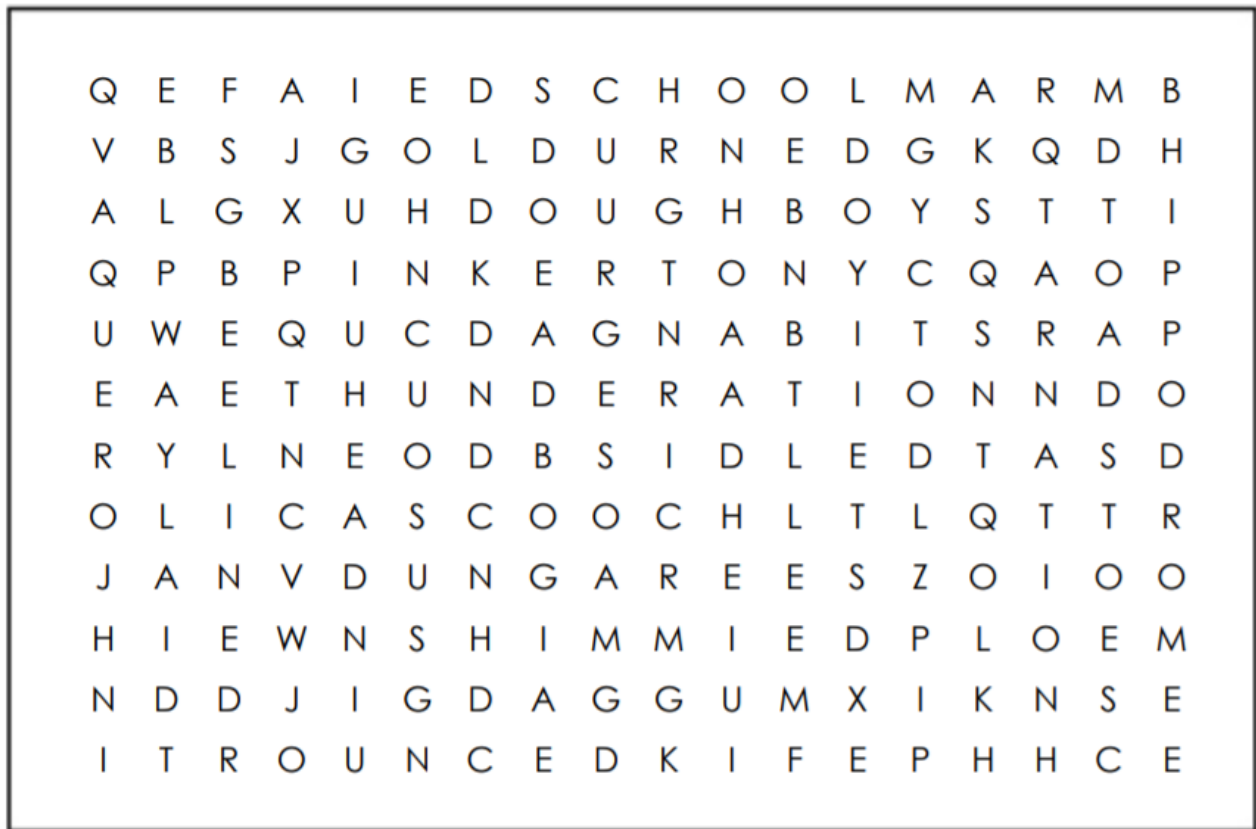 Q E F A I E D S C H O O L M A R M B
V B S J G O L D U R N E D G K Q D H
A L G X U H D O U G H B O Y S T T I
Q P B P I N K E R T O N Y C Q A O P
U W E Q U C D A G N A B I T S R A P
E A E T H U N D E R A T I O N N D O
R Y L N E O D B S I D L E D T A S D
O L I C A S C O O C H L T L Q T T R
J A N V D U N G A R E E S Z O I O O
H I E W N S H I M M I E D P L O E M
N D D J I G D A G G U M X I K N S E
I T R O U N C E D K I F E P H H C E